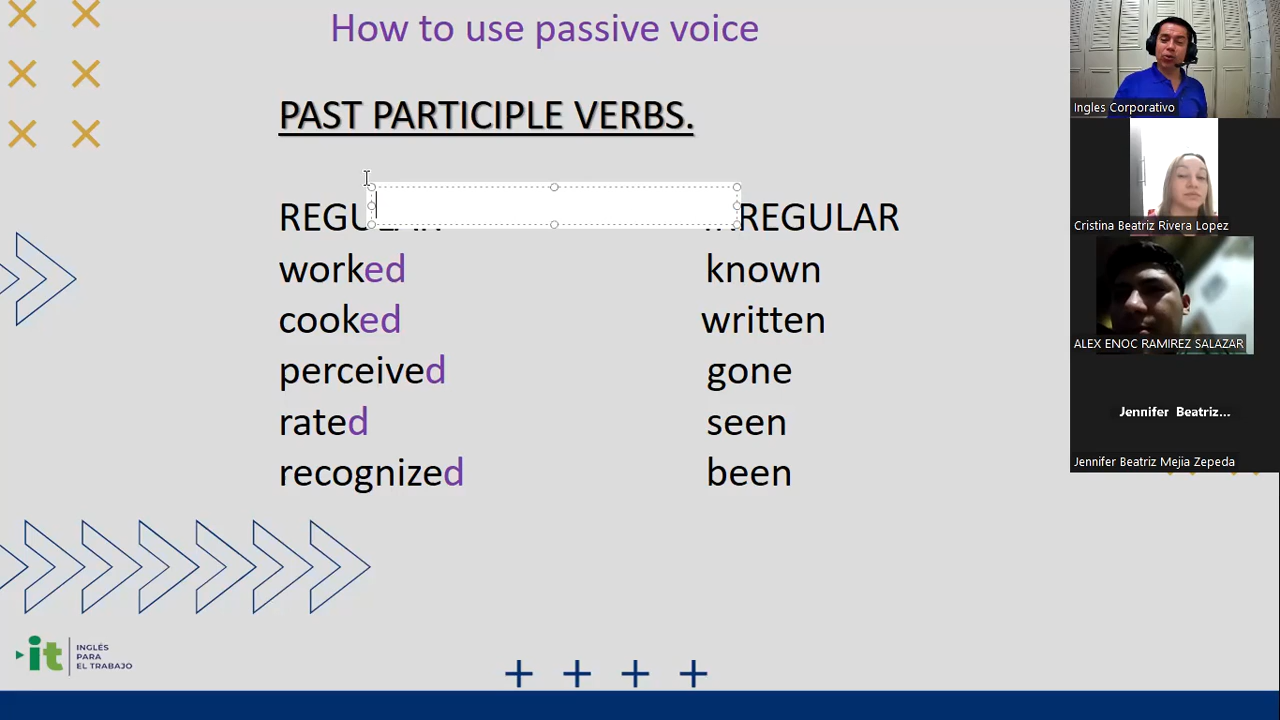 How to use passive voice
PAST PARTICIPLE VERBS.
REGULAR IRREGULAR
worked known
cooked written
perceived gone
rated seen
recognized been
Ingles Corporativo
Cristina Beatriz Rivera Lopez
ALEX ENOC RAMIREZ SALAZAR
Jennifer Beatriz...
Jennifer Beatriz Mejia Zepeda
it
INGLÉS
PARA
EL TRABAJO